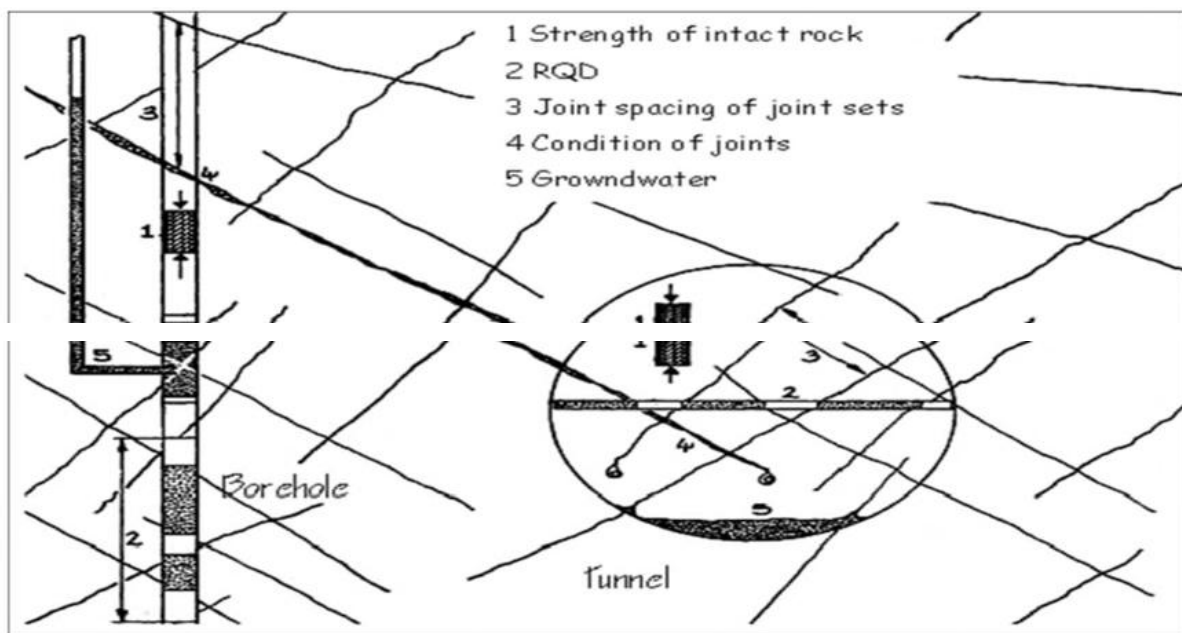 1 Strength of intact rock
2 RQD
3 Joint spacing of joint sets
4 Condition of joints
5 Growndwater
3
4
1
1
1
3
5
2
4
Borehole
5
2
Tunnel